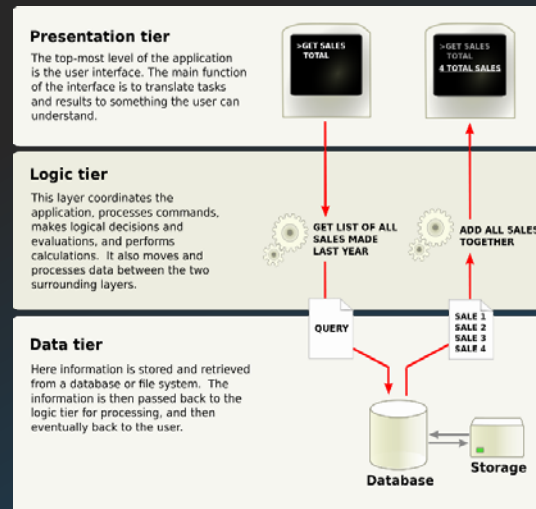 Presentation tier
The top-most level of the application
is the user interface. The main function
of the interface is to translate tasks
and results to something the user can
understand.
>GET SALES
TOTAL
>GET SALES
TOTAL
4 TOTAL SALES
Logic tier
This layer coordinates the
application, processes commands,
makes logical decisions and
evaluations, and performs
calculations. It also moves and
processes data between the two
surrounding layers.
GET LIST OF ALL
SALES MADE
LAST YEAR
ADD ALL SALES
TOGETHER
QUERY
SALE 1
SALE 2
SALE 3
SALE 4
Data tier
Here information is stored and retrieved
from a database or file system. The
information is then passed back to the
logic tier for processing, and then
eventually back to the user.
Database
Storage